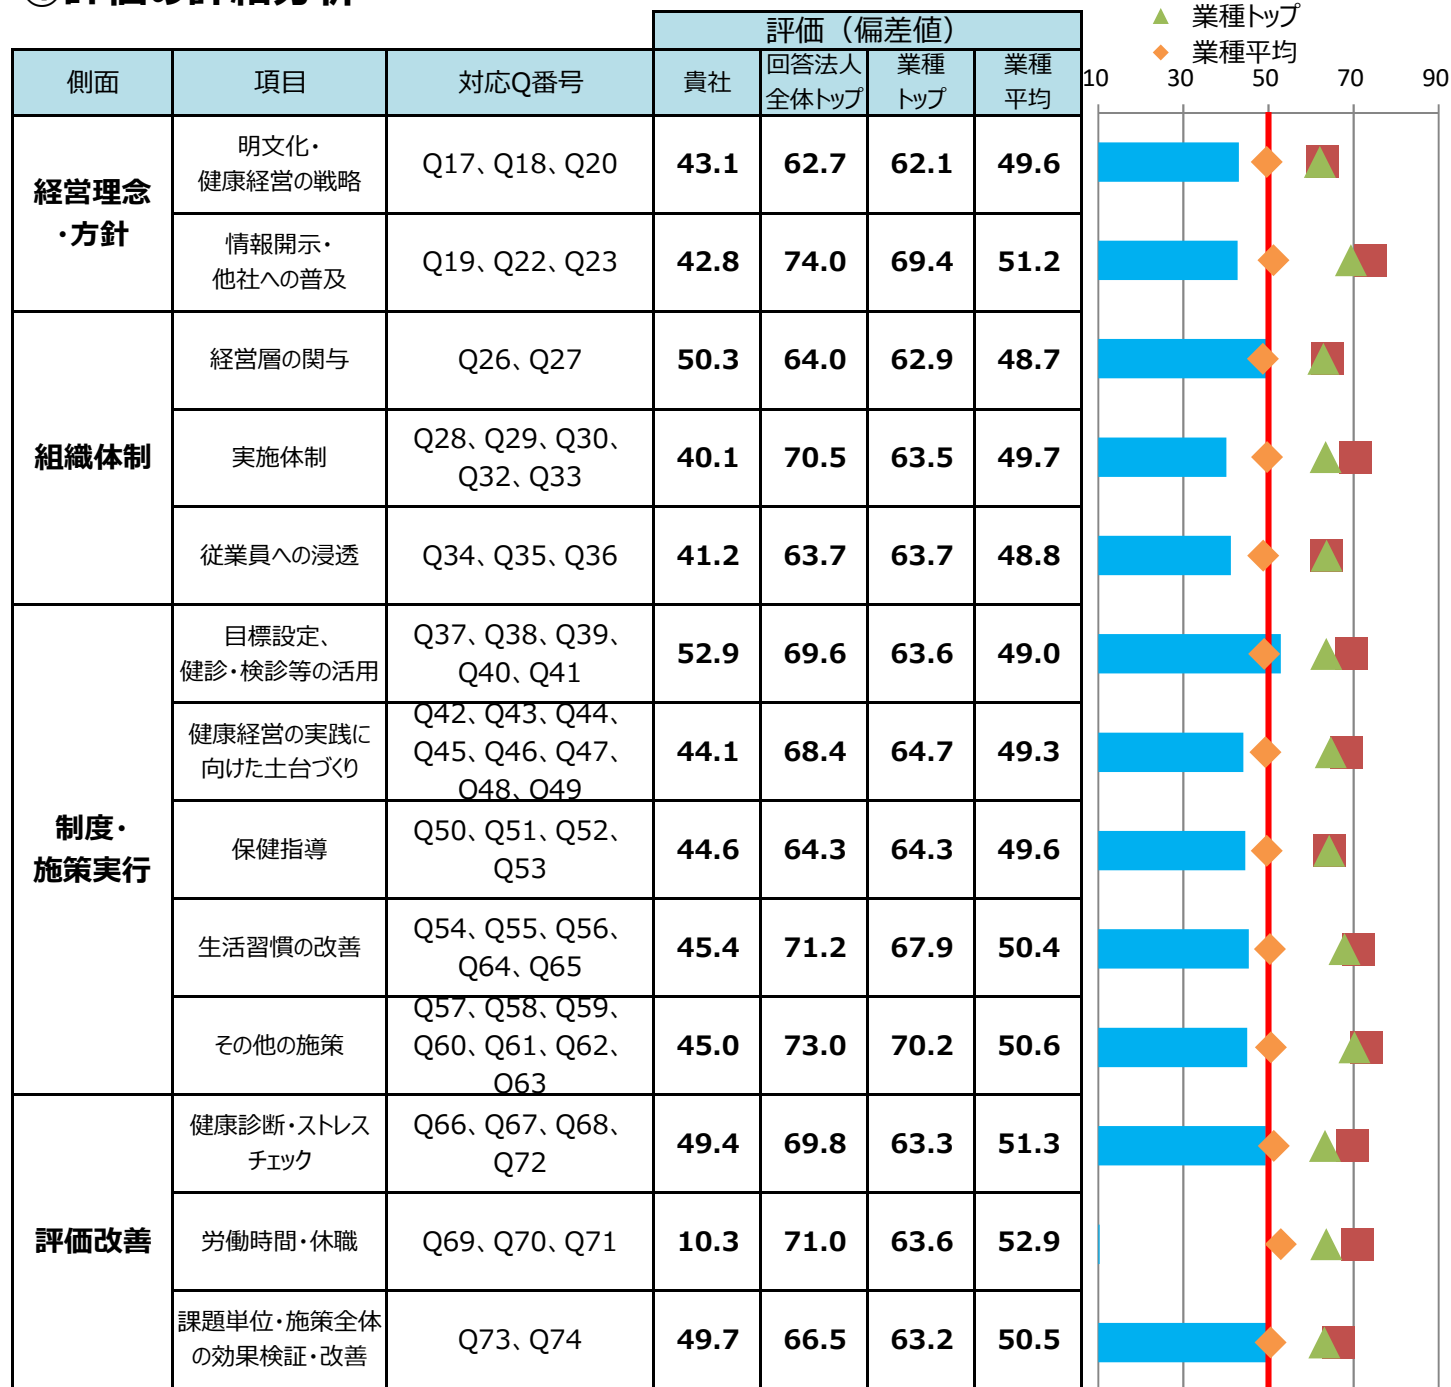 ①評価の詳細分析
▲ 業種トップ
◆ 業種平均
評価（偏差値）
側面 項目 対応Q番号 貴社 回答法人 業種 業種
全体トップ トップ 平均
10 30 50 70 90
経営理念
・方針
明文化・
健康経営の戦略
Q17、Q18、Q20 43.1 62.7 62.1 49.6
情報開示・
他社への普及
Q19、Q22、Q23 42.8 74.0 69.4 51.2
組織体制
経営層の関与 Q26、Q27 50.3 64.0 62.9 48.7
実施体制
Q28、Q29、Q30、
Q32、Q33
40.1 70.5 63.5 49.7
従業員への浸透 Q34、Q35、Q36 41.2 63.7 63.7 48.8
制度・
施策実行
目標設定、
健診・検診等の活用
Q37、Q38、Q39、
Q40、Q41
52.9 69.6 63.6 49.0
健康経営の実践に
向けた土台づくり
Q42、Q43、Q44、
Q45、Q46、Q47、
Q48、Q49
44.1 68.4 64.7 49.3
保健指導
Q50、Q51、Q52、
Q53
44.6 64.3 64.3 49.6
生活習慣の改善
Q54、Q55、Q56、
Q64、Q65
45.4 71.2 67.9 50.4
その他の施策
Q57、Q58、Q59、
Q60、Q61、Q62、
Q63
45.0 73.0 70.2 50.6
評価改善
健康診断・ストレス
チェック
Q66、Q67、Q68、
Q72
49.4 69.8 63.3 51.3
労働時間・休職 Q69、Q70、Q71 10.3 71.0 63.6 52.9
課題単位・施策全体
の効果検証・改善
Q73、Q74 49.7 66.5 63.2 50.5